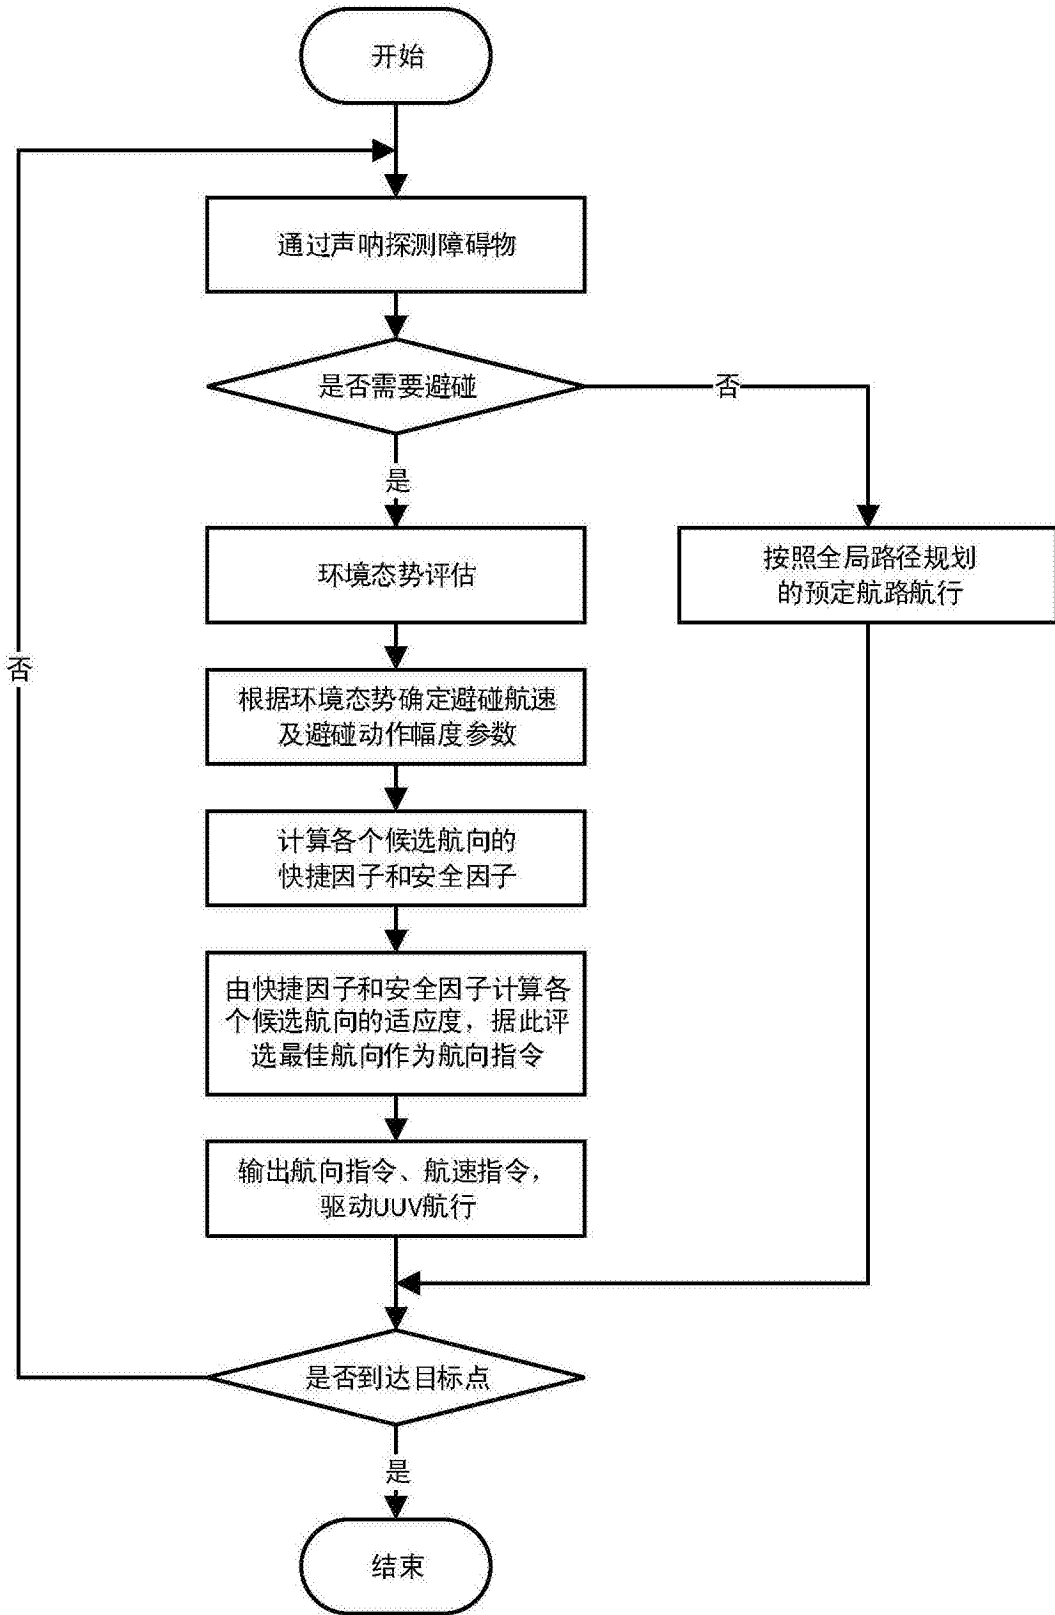 开始
通过声呐探测障碍物
是否需要避碰
否
是
环境态势评估
按照全局路径规划
的预定航路航行
否
根据环境态势确定避碰航速
及避碰动作幅度参数
计算各个候选航向的
快捷因子和安全因子
由快捷因子和安全因子计算各
个候选航向的适应度，据此评
选最佳航向作为航向指令
输出航向指令、航速指令，
驱动UUV航行
是否到达目标点
是
结束